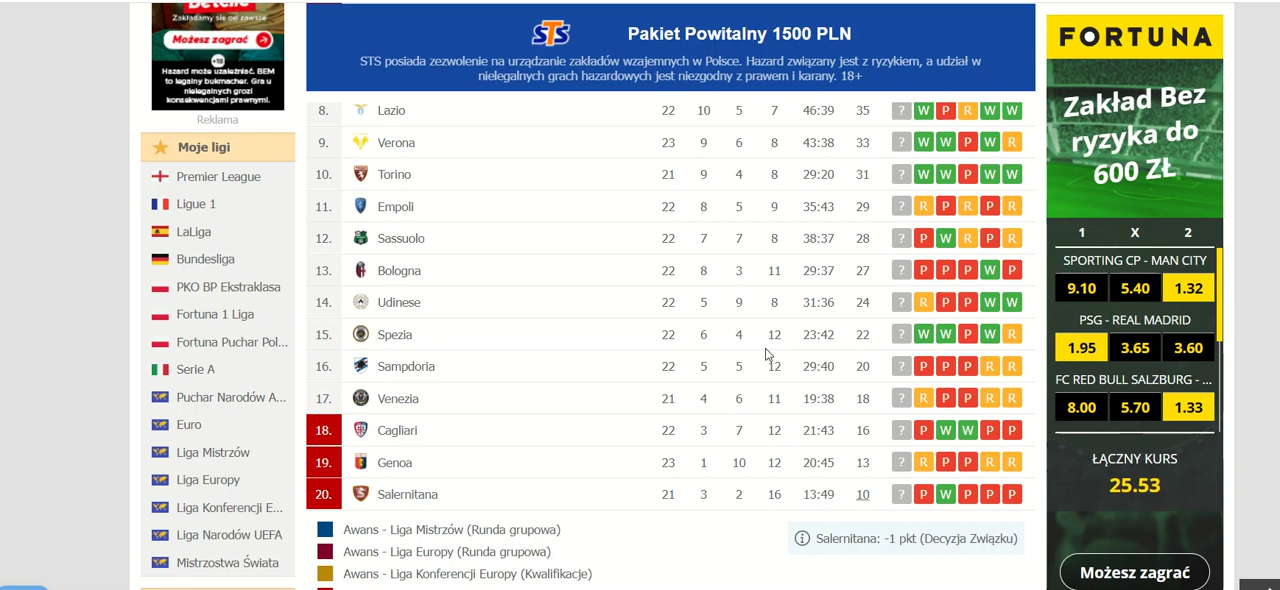 Zakładamy się od zawsze
Możesz zagrać
+18
Hazard może uzależniać. BEM
to legalny bukmacher. Gra u
nielegalnych grozi
konsekwencjami prawnymi.
Reklama
Moje ligi
Premier League
Ligue 1
LaLiga
Bundesliga
PKO BP Ekstraklasa
Fortuna 1 Liga
Fortuna Puchar Pol...
Serie A
Puchar Narodów A...
Euro
Liga Mistrzów
Liga Europy
Liga Konferencji E...
Liga Narodów UEFA
Mistrzostwa Świata
STS Pakiet Powitalny 1500 PLN
STS posiada zezwolenie na urządzanie zakładów wzajemnych w Polsce. Hazard związany jest z ryzykiem, a udział w
nielegalnych grach hazardowych jest niezgodny z prawem i karany. 18+
8. Lazio 22 10 5 7 46:39 35 ? W P R W W
9. Verona 23 9 6 8 43:38 33 ? W W P W R
10. Torino 21 9 4 8 29:20 31 ? W W P W W
11. Empoli 22 8 5 9 35:43 29 ? R P R P R
12. Sassuolo 22 7 7 8 38:37 28 ? P W R P R
13. Bologna 22 8 3 11 29:37 27 ? P P P W P
14. Udinese 22 5 9 8 31:36 24 ? R P P W W
15. Spezia 22 6 4 12 23:42 22 ? W W P W R
16. Sampdoria 22 5 5 12 29:40 20 ? P P P R R
17. Venezia 21 4 6 11 19:38 18 ? R P P R R
18. Cagliari 22 3 7 12 21:43 16 ? P W W P P
19. Genoa 23 1 10 12 20:45 13 ? R P P R R
20. Salernitana 21 3 2 16 13:49 10 ? P W P P P
Awans - Liga Mistrzów (Runda grupowa)
Awans - Liga Europy (Runda grupowa)
Awans - Liga Konferencji Europy (Kwalifikacje)
Salernitana: -1 pkt (Decyzja Związku)
FORTUNA
Zakład Bez
ryzyka do
600 ZŁ
1 X 2
SPORTING CP - MAN CITY
9.10 5.40 1.32
PSG - REAL MADRID
1.95 3.65 3.60
FC RED BULL SALZBURG - ...
8.00 5.70 1.33
ŁĄCZNY KURS
25.53
Możesz zagrać